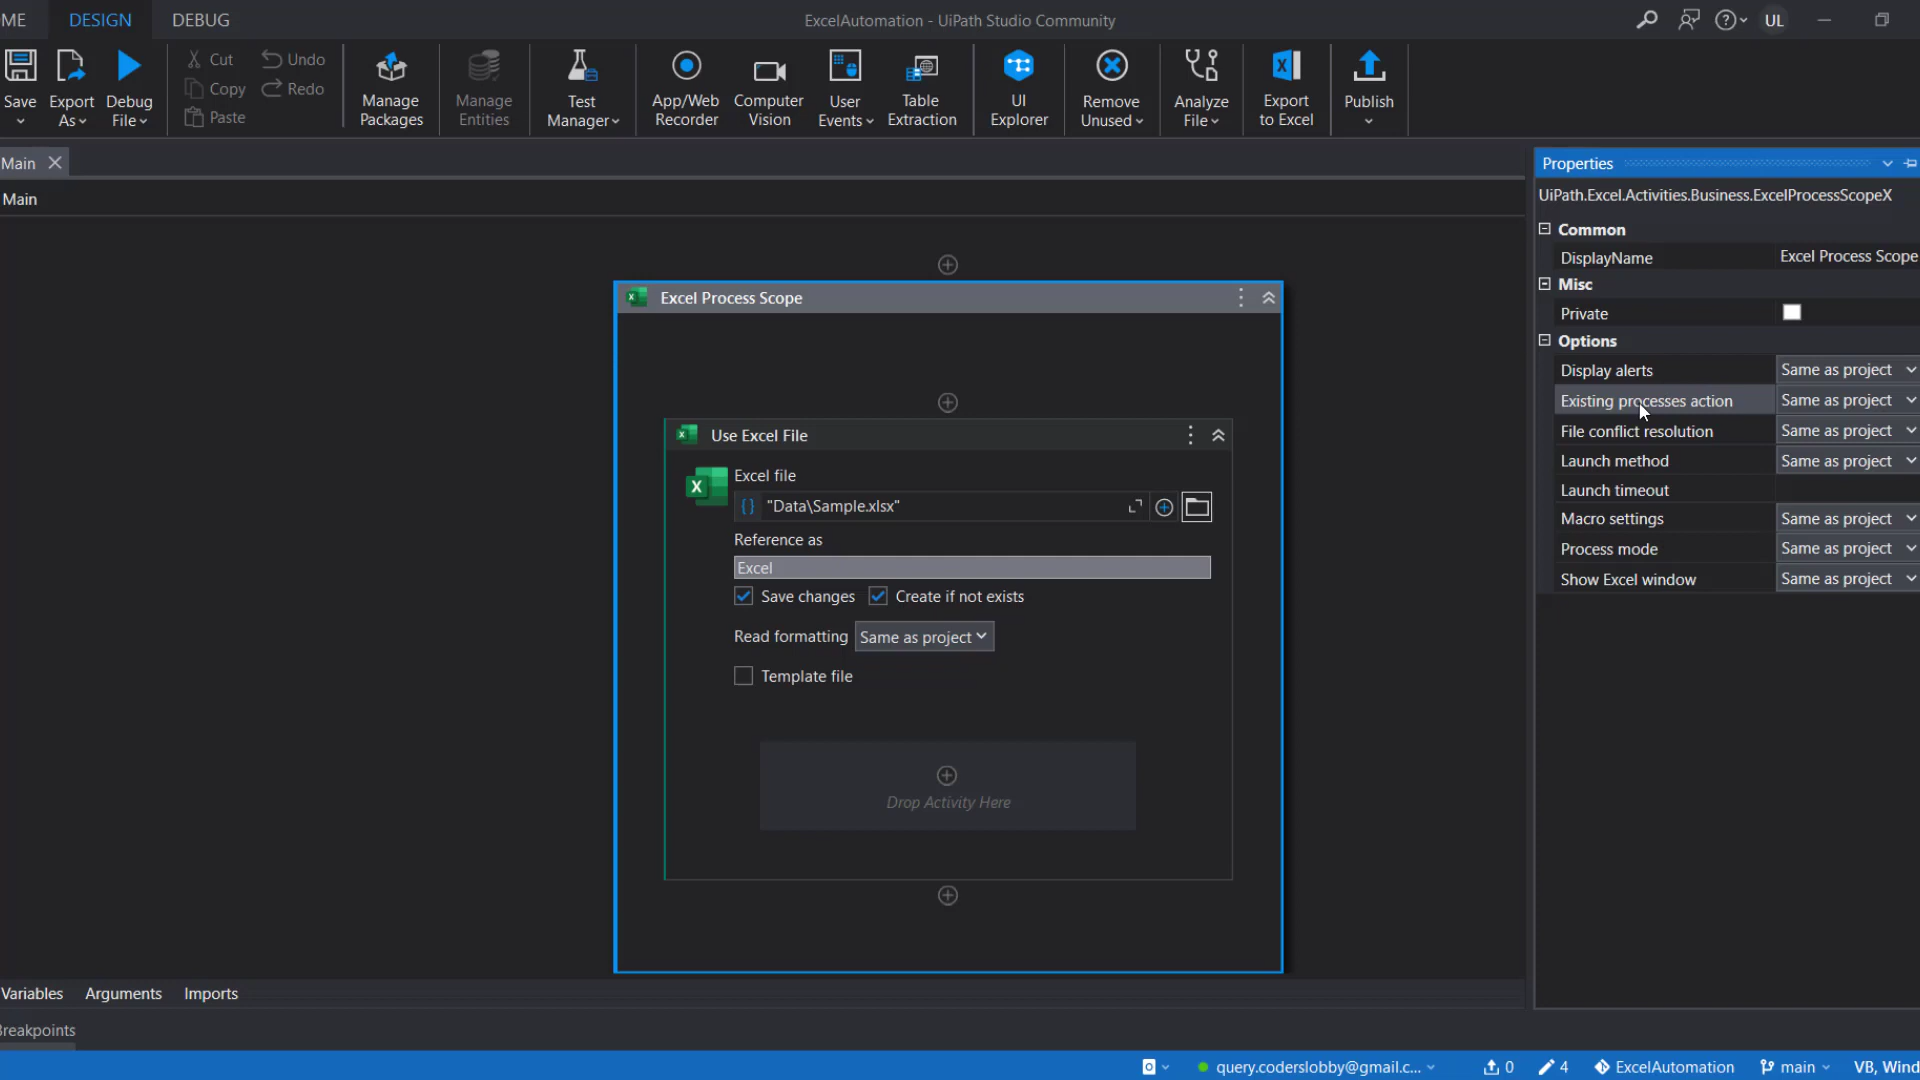 ME
DESIGN
DEBUG
ExcelAutomation - UiPath Studio Community
UL
Save
Export
As
Debug
File
Cut
Copy
Paste
Undo
Redo
Manage
Packages
Manage
Entities
Test
Manager
App/Web
Recorder
Computer
Vision
User
Events
Table
Extraction
UI
Explorer
Remove
Unused
Analyze
File
Export
to Excel
Publish
Main
Main
Excel Process Scope
Use Excel File
Excel file
"Data\Sample.xlsx"
Reference as
Excel
Save changes
Create if not exists
Read formatting
Same as project
Template file
Drop Activity Here
Properties
UiPath.Excel.Activities.Business.ExcelProcessScopeX
Common
DisplayName
Excel Process Scope
Misc
Private
Options
Display alerts
Same as project
Existing processes action
Same as project
File conflict resolution
Same as project
Launch method
Same as project
Launch timeout
Macro settings
Same as project
Process mode
Same as project
Show Excel window
Same as project
Variables
Arguments
Imports
Breakpoints
query.coderslobby@gmail.c...
0
4
ExcelAutomation
main
VB, Wind